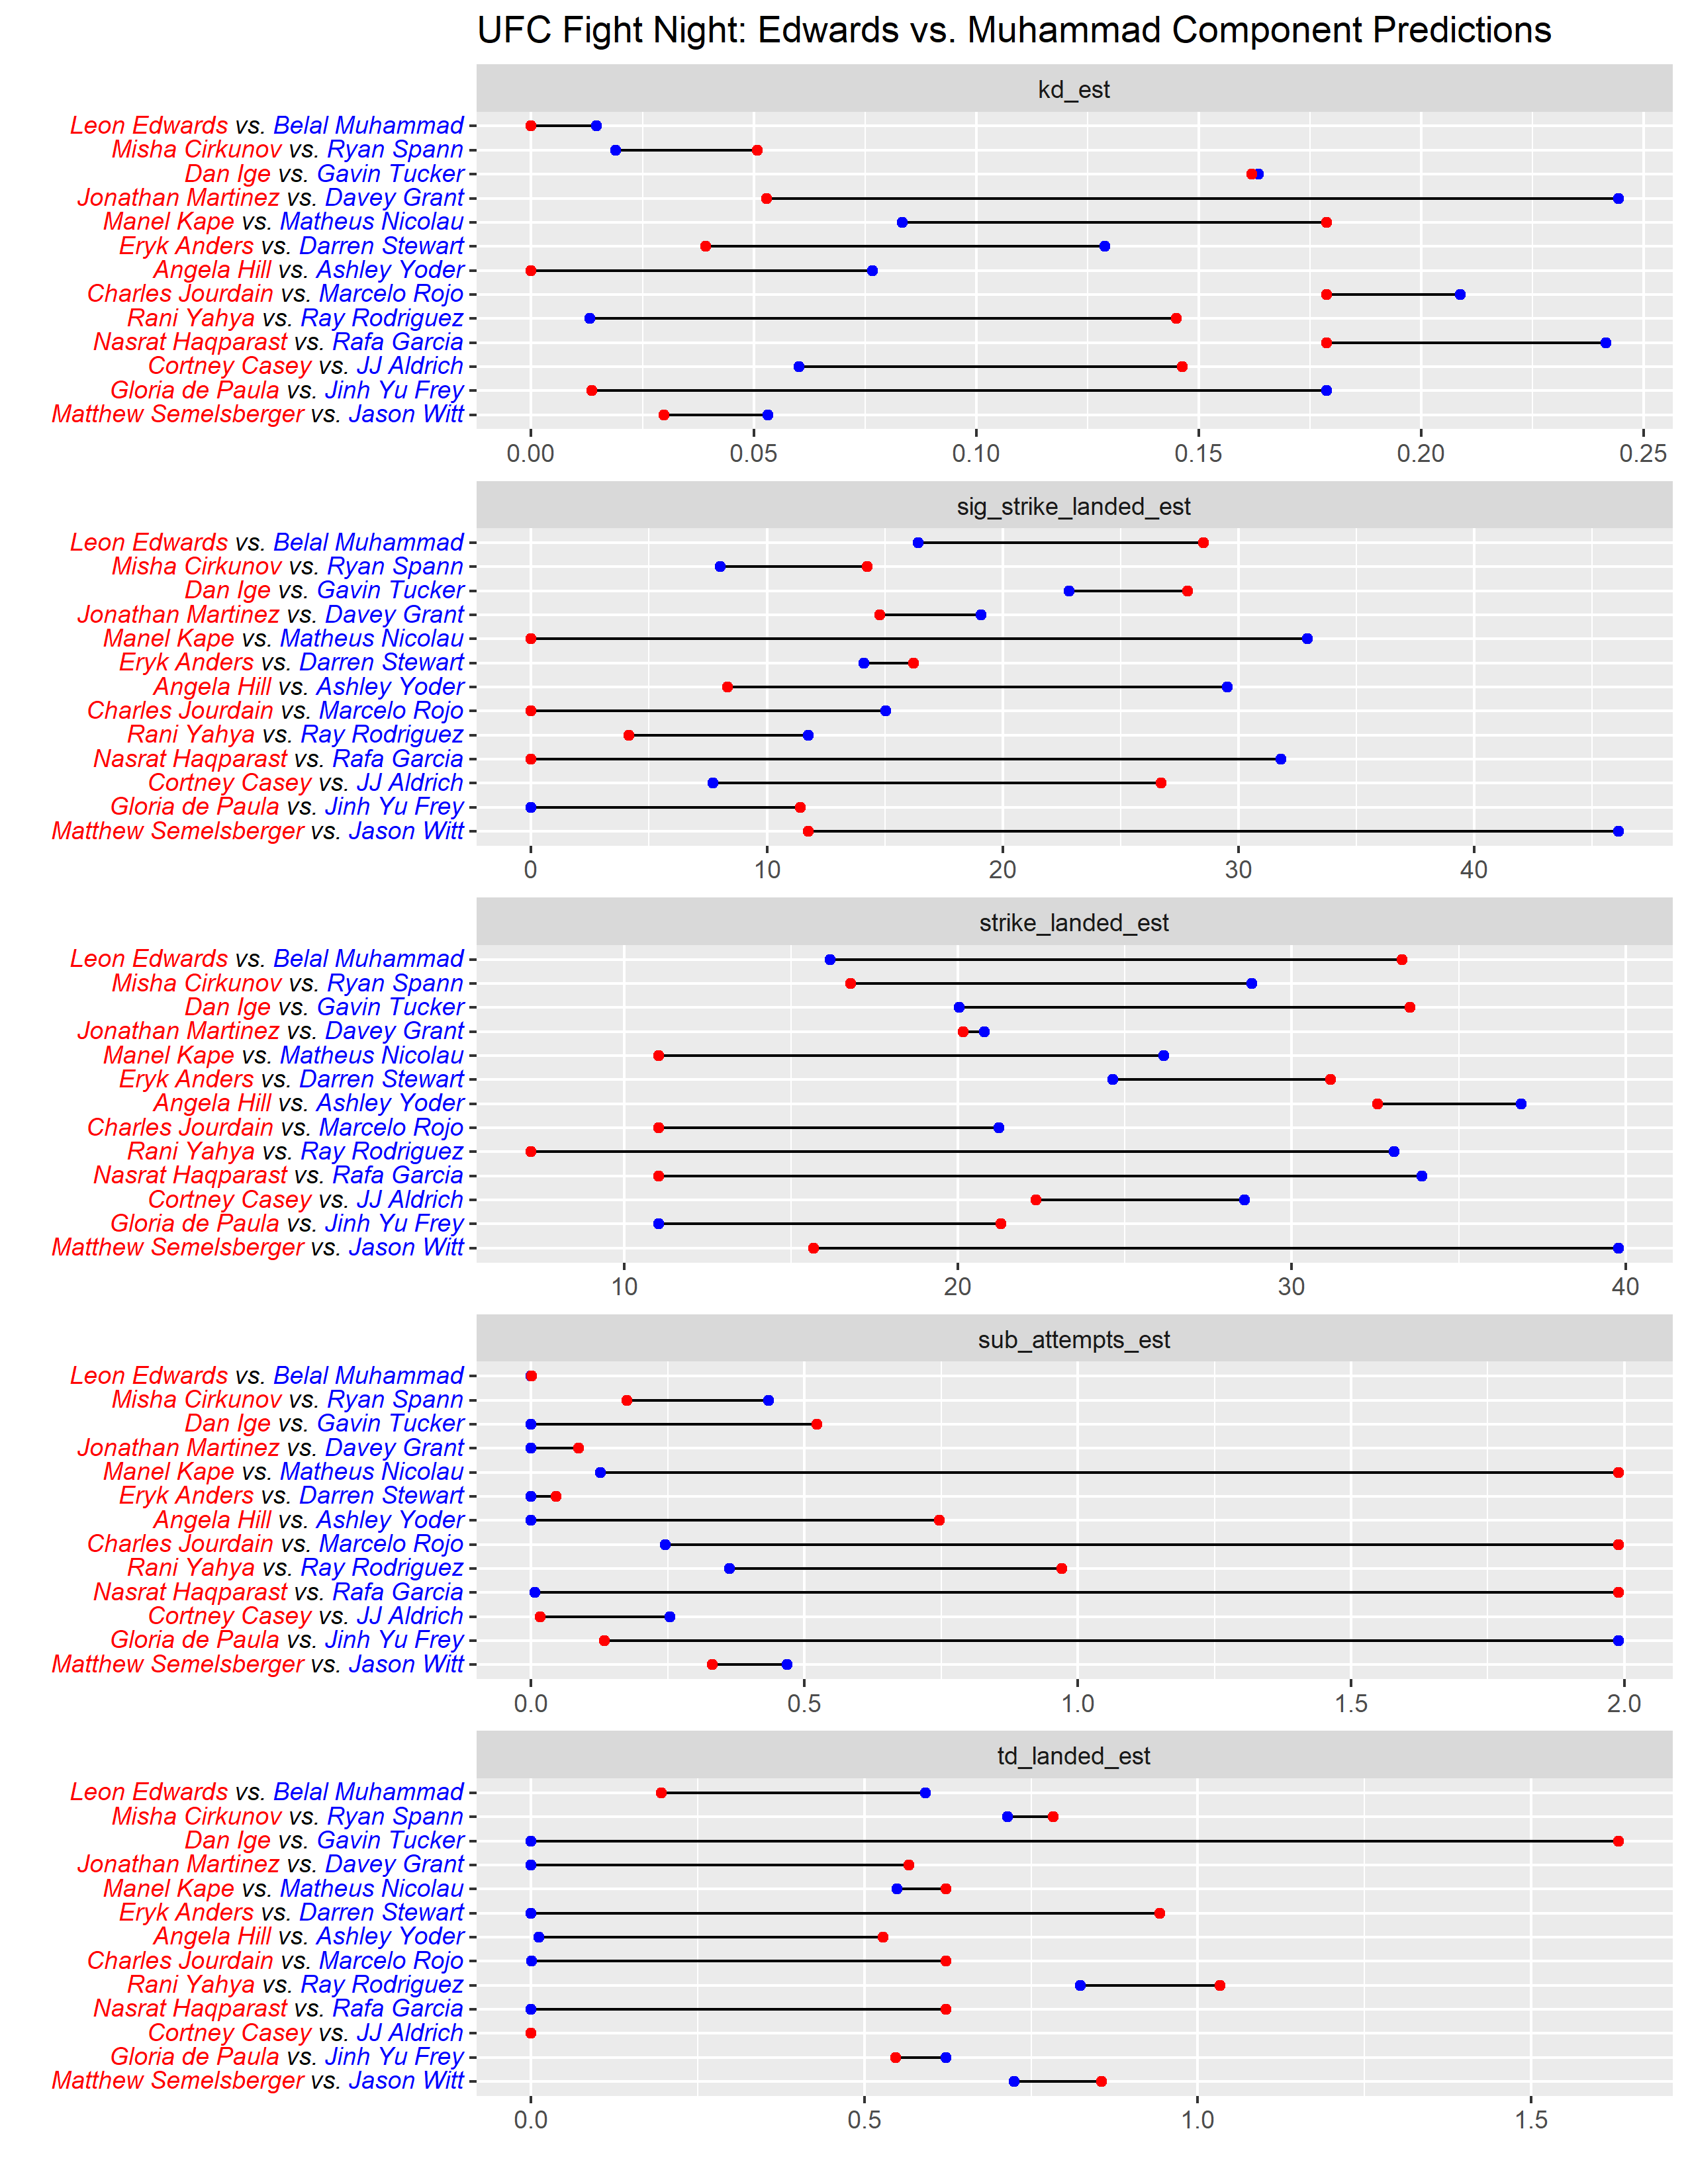 UFC Fight Night: Edwards vs. Muhammad Component Predictions
kd_est
Leon Edwards vs. Belal Muhammad
Misha Cirkunov vs. Ryan Spann
Dan Ige vs. Gavin Tucker
Jonathan Martinez vs. Davey Grant
Manel Kape vs. Matheus Nicolau
Eryk Anders vs. Darren Stewart
Angela Hill vs. Ashley Yoder
Charles Jourdain vs. Marcelo Rojo
Rani Yahya vs. Ray Rodriguez
Nasrat Haqparast vs. Rafa Garcia
Cortney Casey vs. JJ Aldrich
Gloria de Paula vs. Jinh Yu Frey
Matthew Semelsberger vs. Jason Witt
0.00 0.05 0.10 0.15 0.20 0.25
sig_strike_landed_est
Leon Edwards vs. Belal Muhammad
Misha Cirkunov vs. Ryan Spann
Dan Ige vs. Gavin Tucker
Jonathan Martinez vs. Davey Grant
Manel Kape vs. Matheus Nicolau
Eryk Anders vs. Darren Stewart
Angela Hill vs. Ashley Yoder
Charles Jourdain vs. Marcelo Rojo
Rani Yahya vs. Ray Rodriguez
Nasrat Haqparast vs. Rafa Garcia
Cortney Casey vs. JJ Aldrich
Gloria de Paula vs. Jinh Yu Frey
Matthew Semelsberger vs. Jason Witt
0 10 20 30 40
strike_landed_est
Leon Edwards vs. Belal Muhammad
Misha Cirkunov vs. Ryan Spann
Dan Ige vs. Gavin Tucker
Jonathan Martinez vs. Davey Grant
Manel Kape vs. Matheus Nicolau
Eryk Anders vs. Darren Stewart
Angela Hill vs. Ashley Yoder
Charles Jourdain vs. Marcelo Rojo
Rani Yahya vs. Ray Rodriguez
Nasrat Haqparast vs. Rafa Garcia
Cortney Casey vs. JJ Aldrich
Gloria de Paula vs. Jinh Yu Frey
Matthew Semelsberger vs. Jason Witt
10 20 30 40
sub_attempts_est
Leon Edwards vs. Belal Muhammad
Misha Cirkunov vs. Ryan Spann
Dan Ige vs. Gavin Tucker
Jonathan Martinez vs. Davey Grant
Manel Kape vs. Matheus Nicolau
Eryk Anders vs. Darren Stewart
Angela Hill vs. Ashley Yoder
Charles Jourdain vs. Marcelo Rojo
Rani Yahya vs. Ray Rodriguez
Nasrat Haqparast vs. Rafa Garcia
Cortney Casey vs. JJ Aldrich
Gloria de Paula vs. Jinh Yu Frey
Matthew Semelsberger vs. Jason Witt
0.0 0.5 1.0 1.5 2.0
td_landed_est
Leon Edwards vs. Belal Muhammad
Misha Cirkunov vs. Ryan Spann
Dan Ige vs. Gavin Tucker
Jonathan Martinez vs. Davey Grant
Manel Kape vs. Matheus Nicolau
Eryk Anders vs. Darren Stewart
Angela Hill vs. Ashley Yoder
Charles Jourdain vs. Marcelo Rojo
Rani Yahya vs. Ray Rodriguez
Nasrat Haqparast vs. Rafa Garcia
Cortney Casey vs. JJ Aldrich
Gloria de Paula vs. Jinh Yu Frey
Matthew Semelsberger vs. Jason Witt
0.0 0.5 1.0 1.5